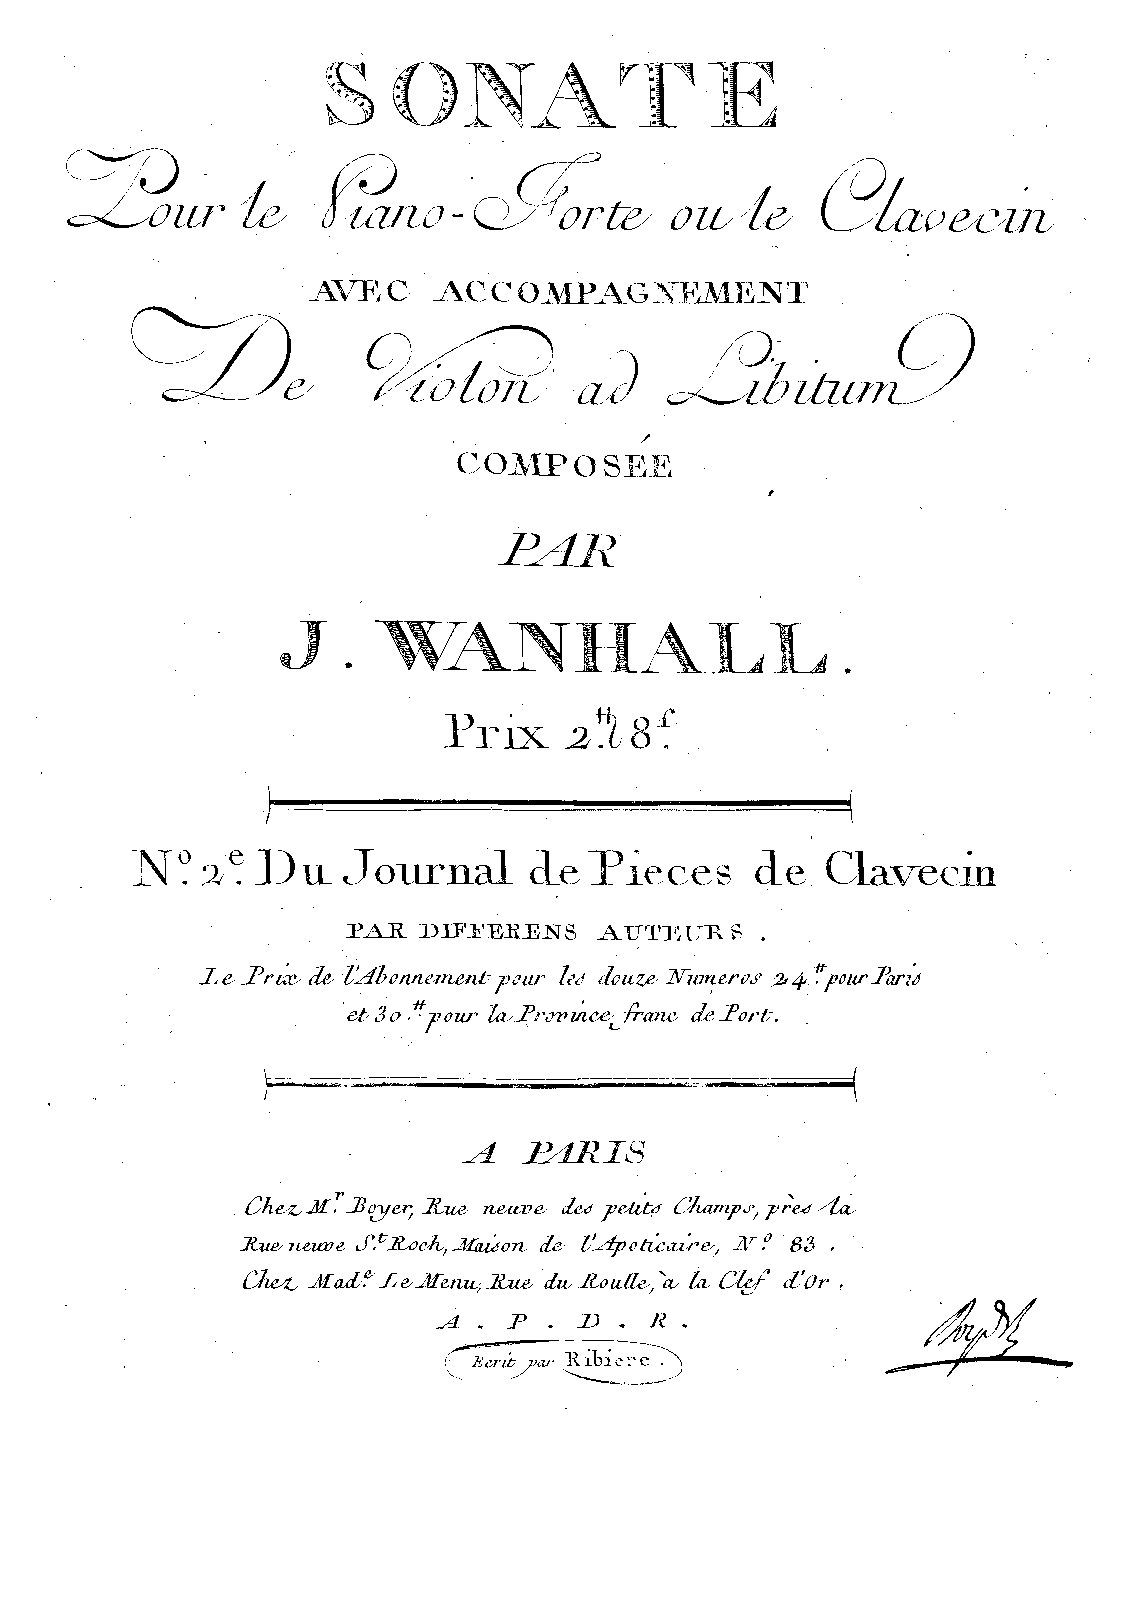 SONATE
Pour le Piano-Forte ou le Clavecin
AVEC ACCOMPAGNEMENT
De Violon ad Libitum
COMPOSÉE
PAR
J. WANHALL.
Prix 2.tt 8.f
N.o 2.e Du Journal de Pieces de Clavecin
PAR DIFFERENS AUTEURS.
Le Prix de l'Abonnement pour les douze Numeros 24.tt pour Paris
et 30.tt pour la Province, franc de Port.
A PARIS
Chez M.r Boyer, Rue neuve des petits Champs, près la
Rue neuve S.t Roch, Maison de l'Apoticaire, N.o 83.
Chez Mad.e Le Menu, Rue du Roulle, à la Clef d'Or.
A. P. D. R.
Ecrit par Ribiere.